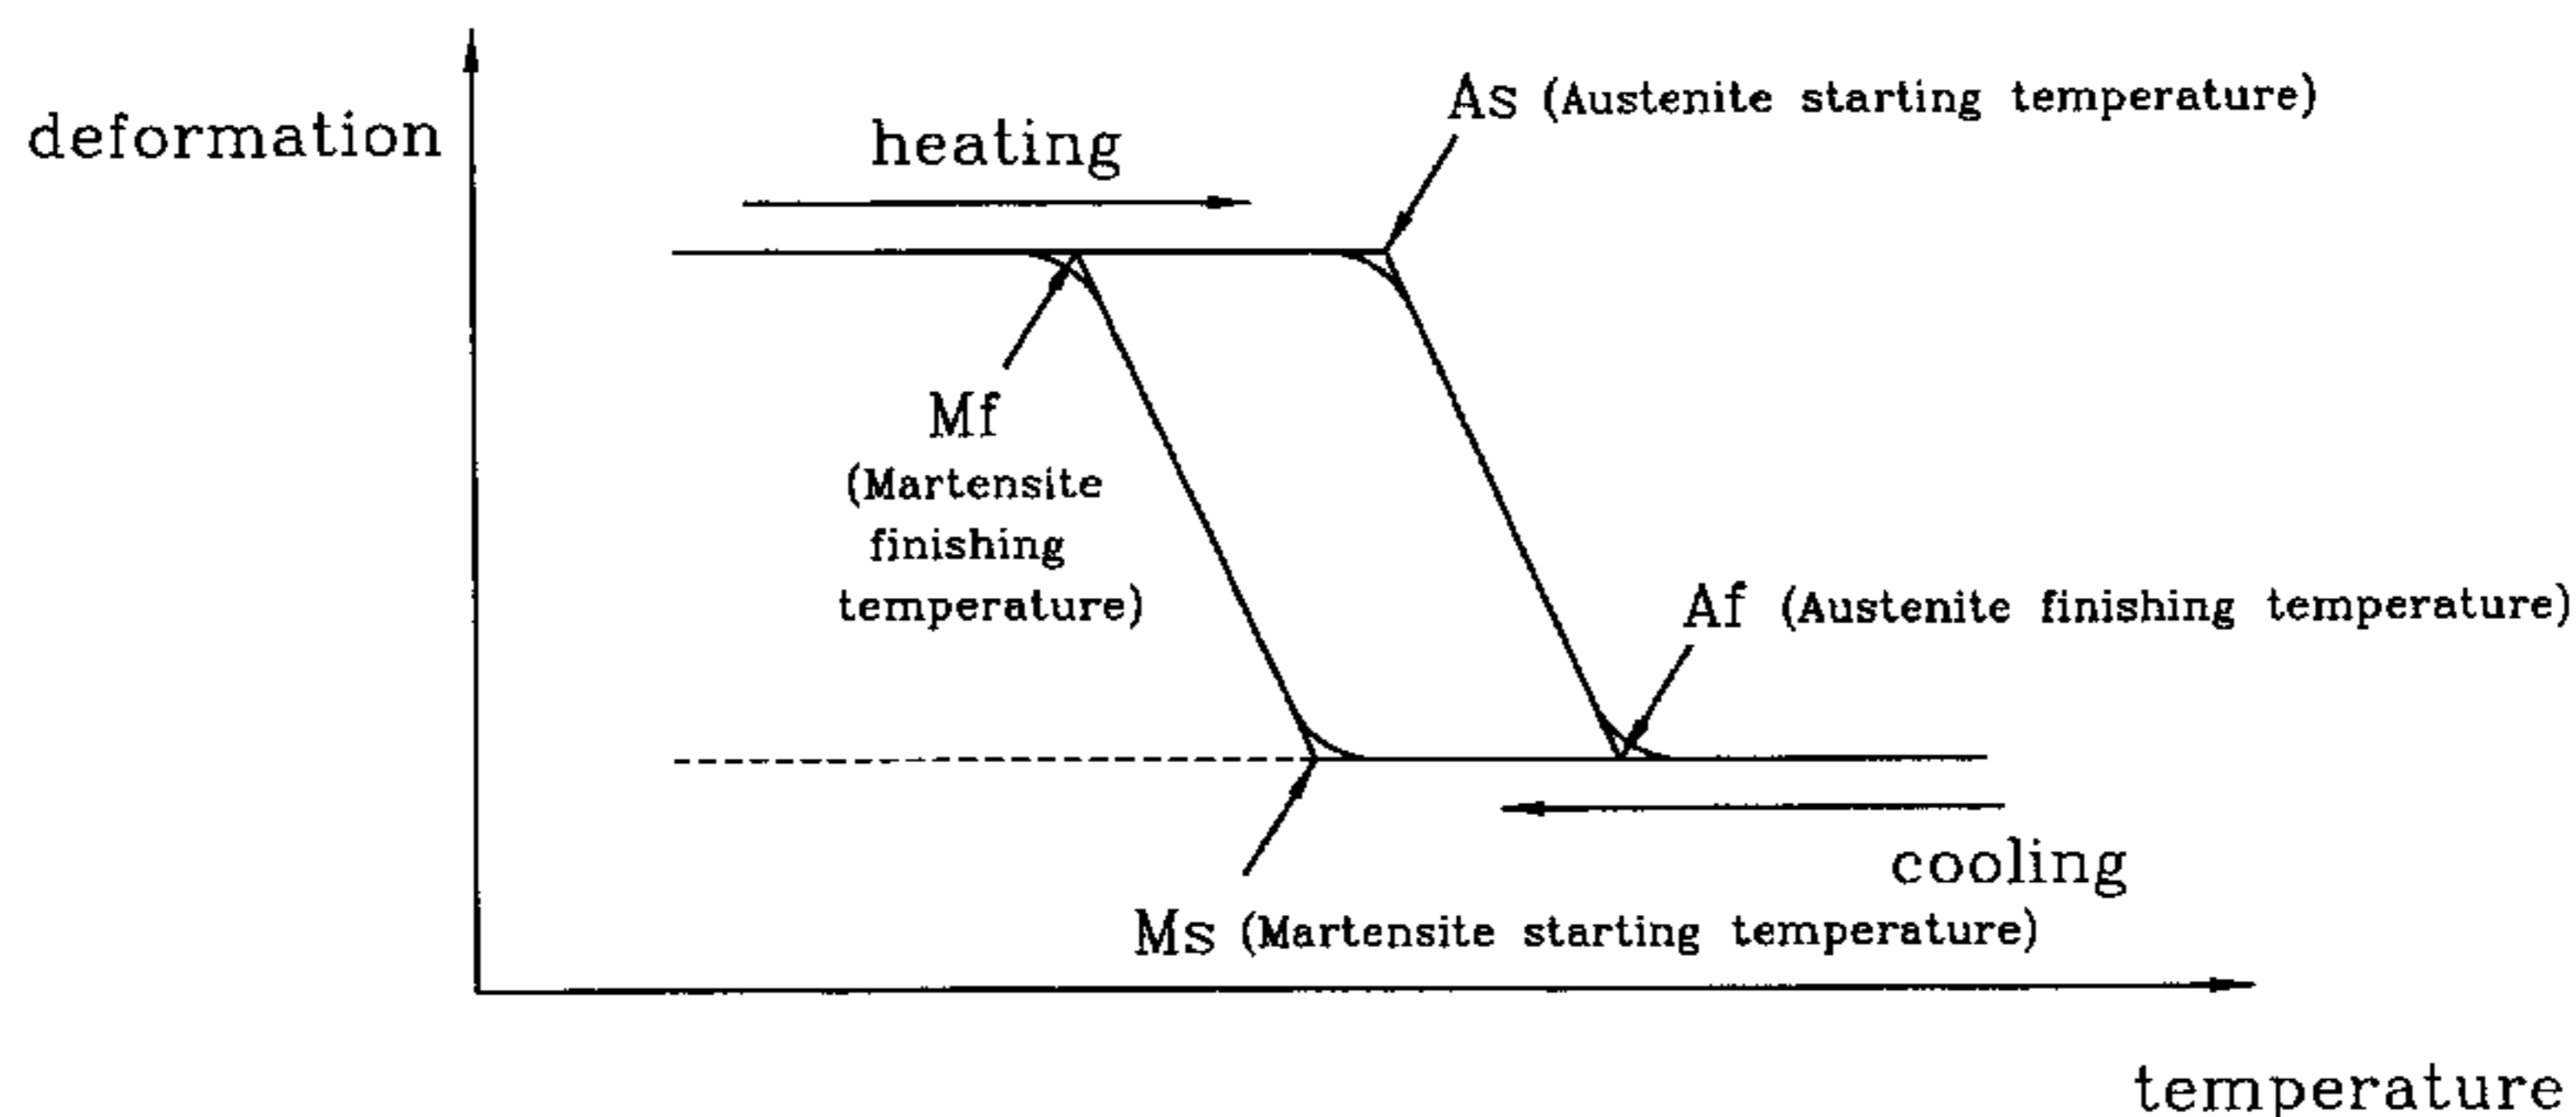 deformation
heating
As (Austenite starting temperature)
Mf
(Martensite
finishing
temperature)
Af (Austenite finishing temperature)
cooling
Ms (Martensite starting temperature)
temperature